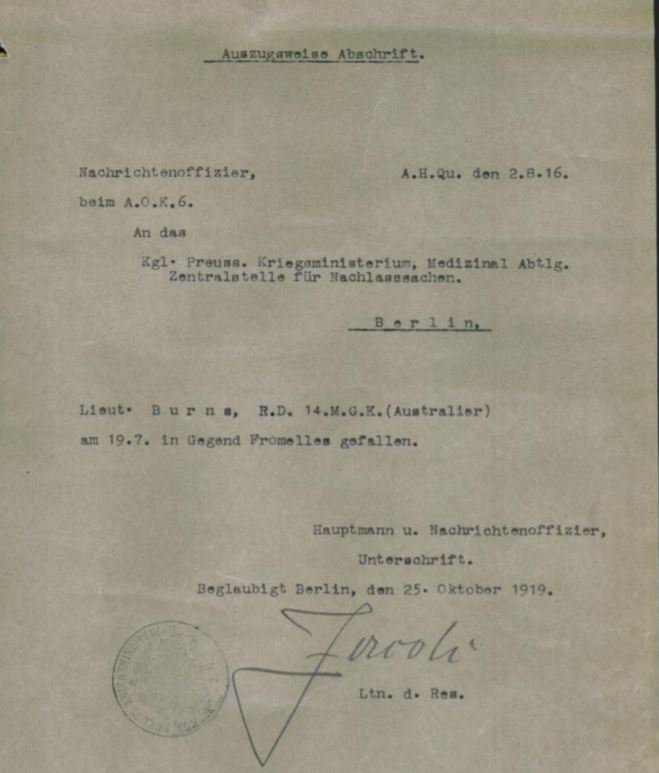 Auszugsweise Abschrift.
Nachrichtenoffizier, A.H.Qu. den 2.8.16.
beim A.O.K.6.
An das
Kgl. Preuss. Kriegsministerium, Medizinal Abtlg.
Zentralstelle für Nachlasssachen.
B e r l i n,
Lieut. B u r n s, R.D. 14.M.G.K.(Australier)
am 19.7. in Gegend Fromelles gefallen.
Hauptmann u. Nachrichtenoffizier,
Unterschrift.
Beglaubigt Berlin, den 25. Oktober 1919.
Ltn. d. Res.